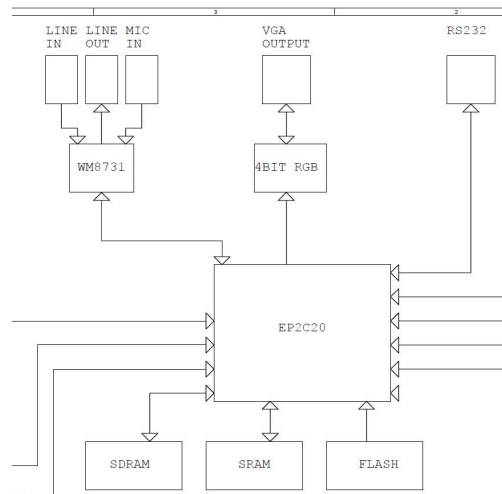 3 2
LINE LINE MIC
IN OUT IN
VGA
OUTPUT
RS232
WM8731
4BIT RGB
EP2C20
SDRAM
SRAM
FLASH